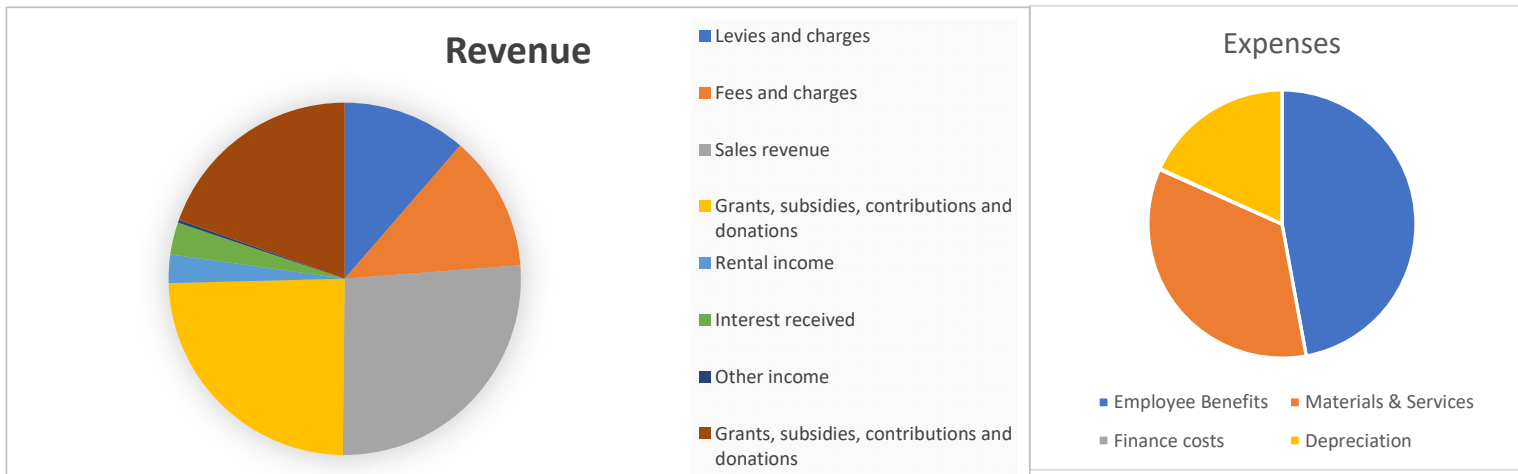 Revenue
Levies and charges
Fees and charges
Sales revenue
Grants, subsidies, contributions and
donations
Rental income
Interest received
Other income
Grants, subsidies, contributions and
donations
Expenses
Employee Benefits
Materials & Services
Finance costs
Depreciation